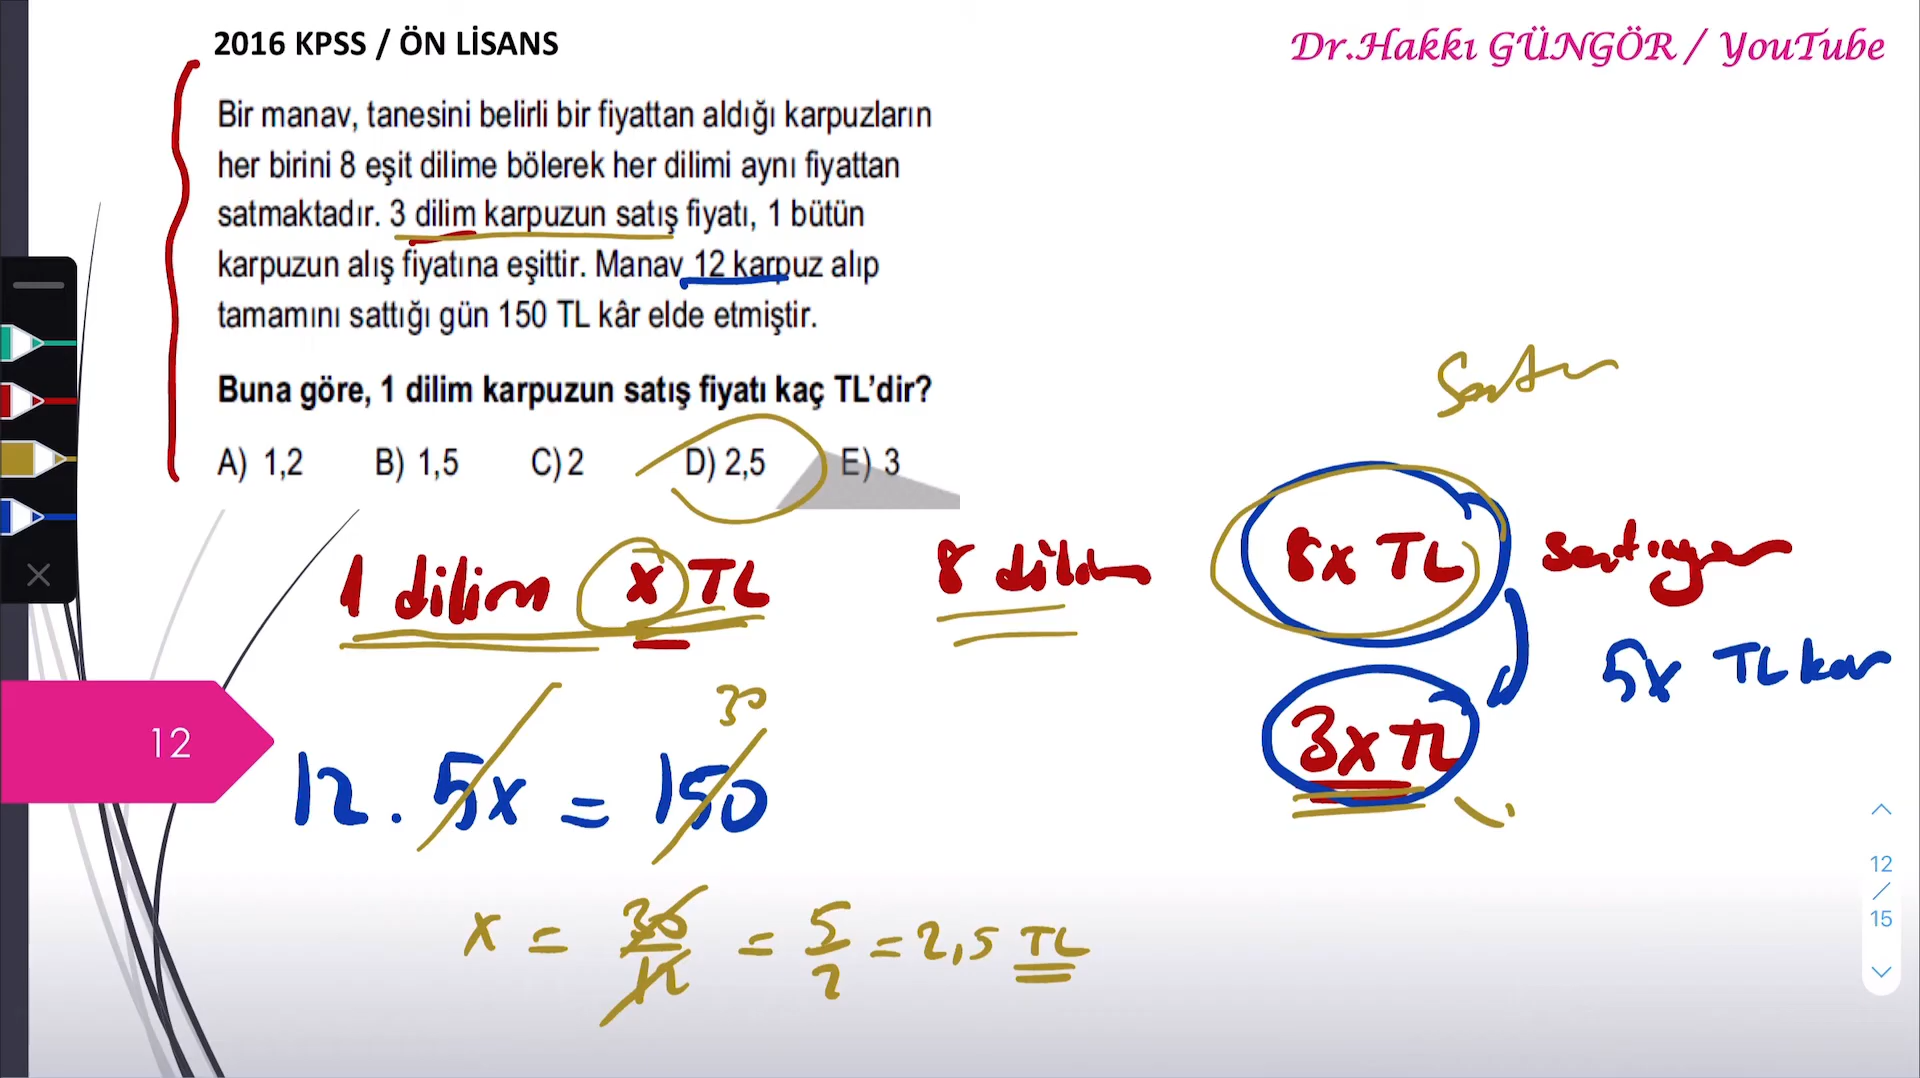 2016 KPSS / ÖN LİSANS
Dr.Hakkı GÜNGÖR / YouTube
Bir manav, tanesini belirli bir fiyattan aldığı karpuzların
her birini 8 eşit dilime bölerek her dilimi aynı fiyattan
satmaktadır. 3 dilim karpuzun satış fiyatı, 1 bütün
karpuzun alış fiyatına eşittir. Manav 12 karpuz alıp
tamamını sattığı gün 150 TL kâr elde etmiştir.
Buna göre, 1 dilim karpuzun satış fiyatı kaç TL'dir?
A) 1,2 B) 1,5 C) 2 D) 2,5 E) 3
1 dilim x TL 8 dilim 8x TL satıyor
5x TL kar
3x TL
30
12 . 5x = 150
x = 30/12 = 5/2 = 2,5 TL
12
12
/
15